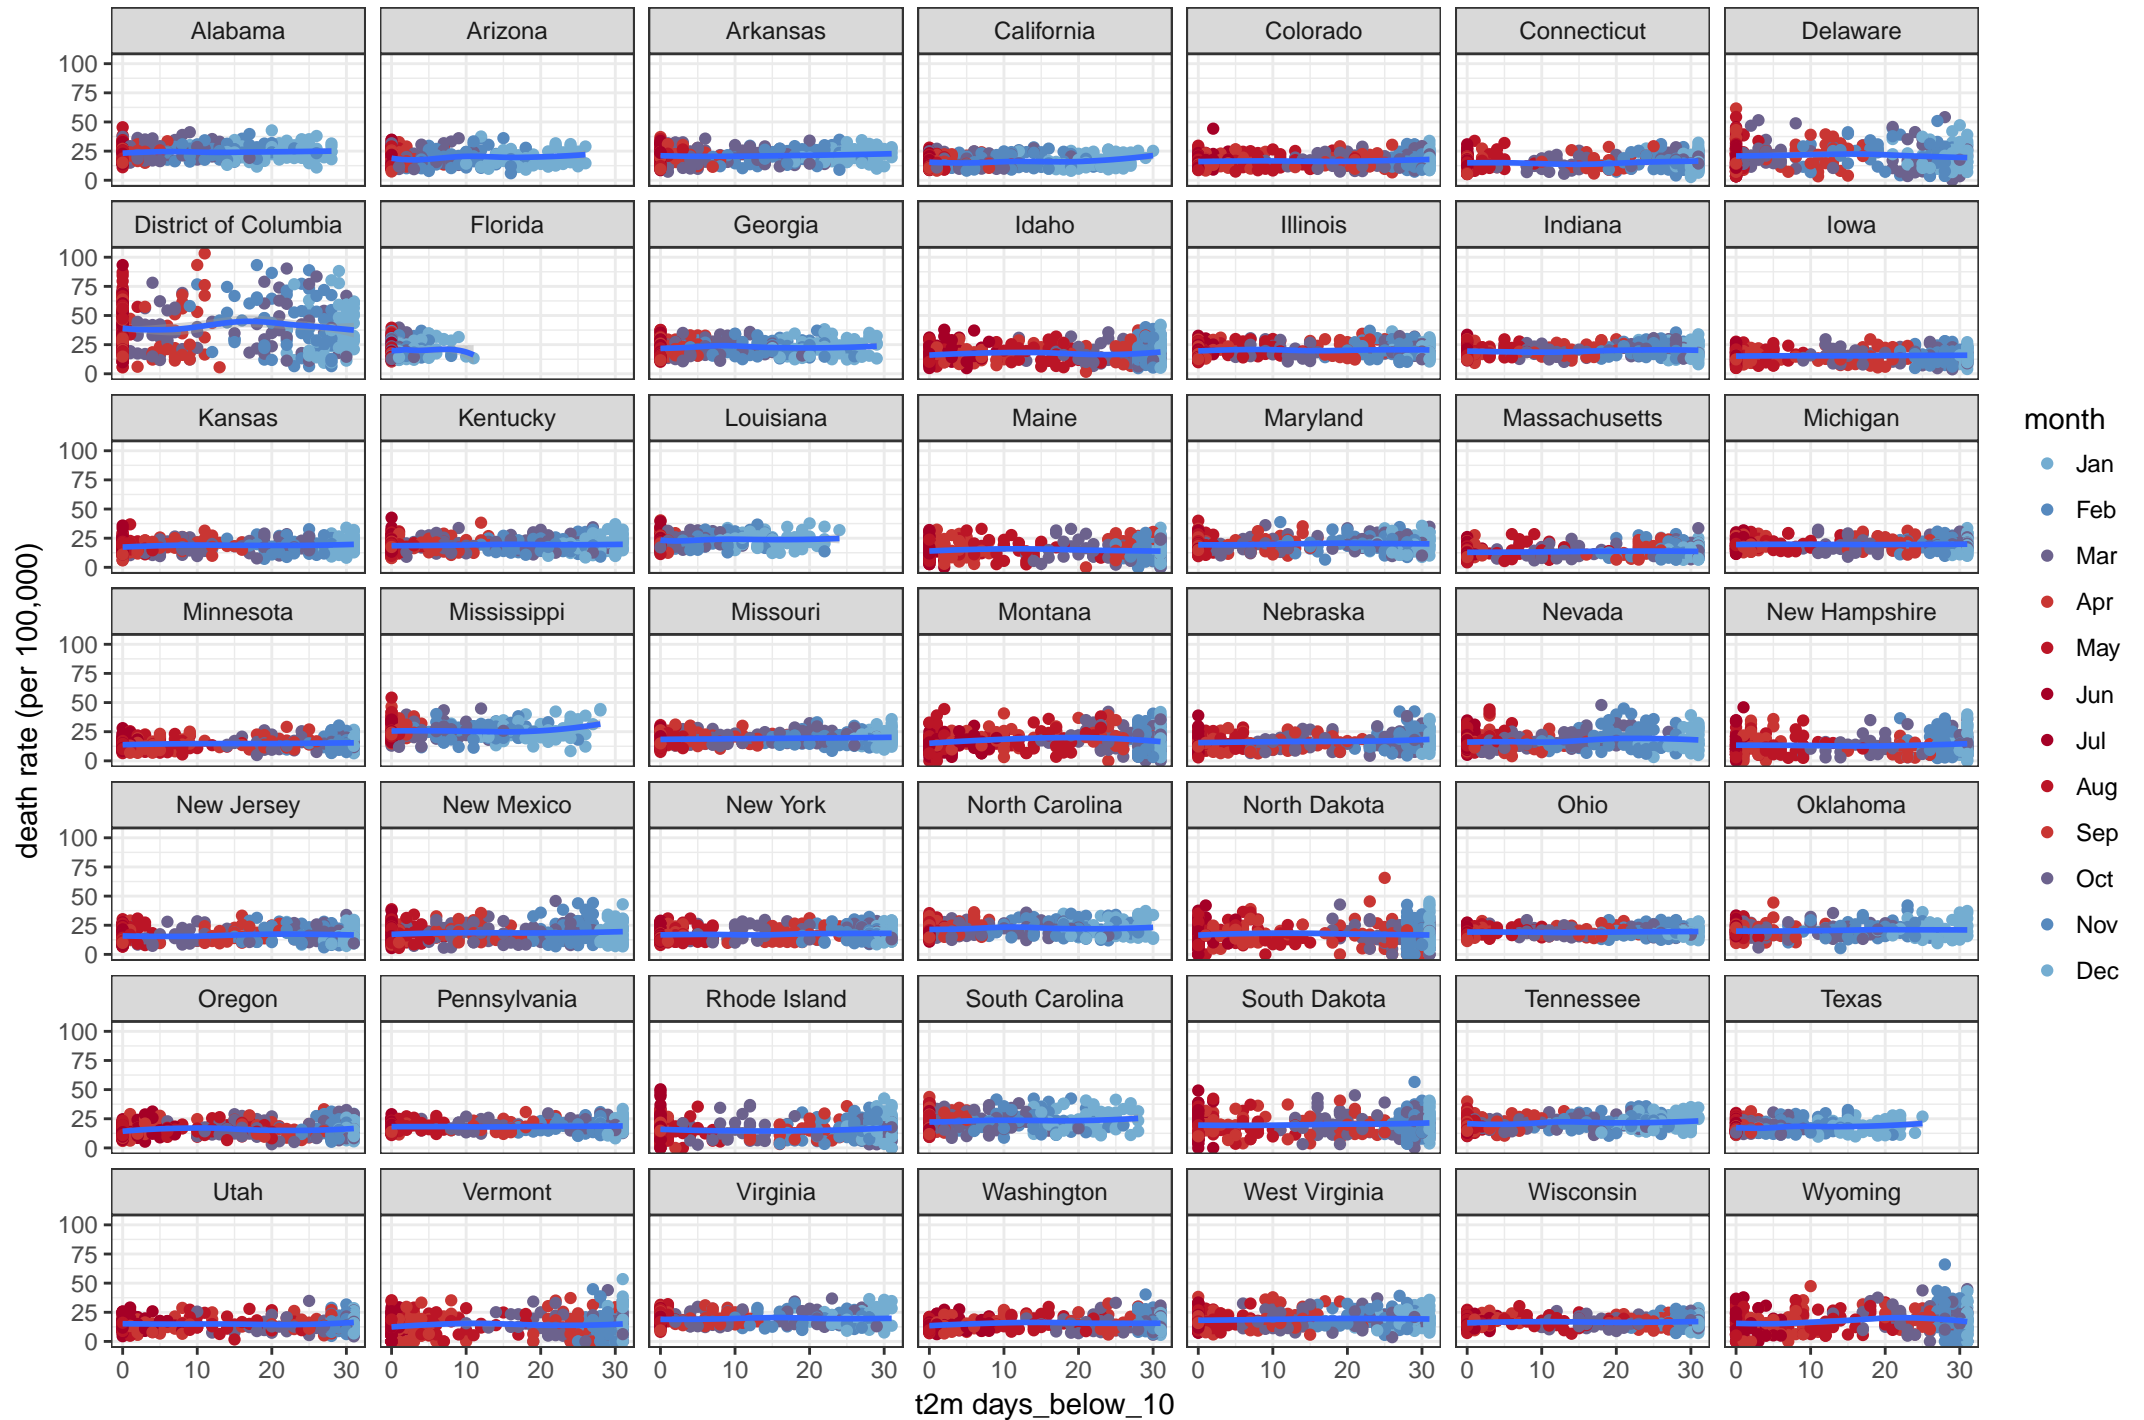 Alabama Arizona Arkansas California Colorado Connecticut Delaware
100
75
50
25
0
District of Columbia Florida Georgia Idaho Illinois Indiana Iowa
100
75
50
25
0
Kansas Kentucky Louisiana Maine Maryland Massachusetts Michigan
100
75
50
25
0
Minnesota Mississippi Missouri Montana Nebraska Nevada New Hampshire
100
75
50
25
0
New Jersey New Mexico New York North Carolina North Dakota Ohio Oklahoma
100
75
50
25
0
Oregon Pennsylvania Rhode Island South Carolina South Dakota Tennessee Texas
100
75
50
25
0
Utah Vermont Virginia Washington West Virginia Wisconsin Wyoming
100
75
50
25
0
0 10 20 30 0 10 20 30 0 10 20 30 0 10 20 30 0 10 20 30 0 10 20 30 0 10 20 30
t2m days_below_10
death rate (per 100,000)
month
Jan
Feb
Mar
Apr
May
Jun
Jul
Aug
Sep
Oct
Nov
Dec